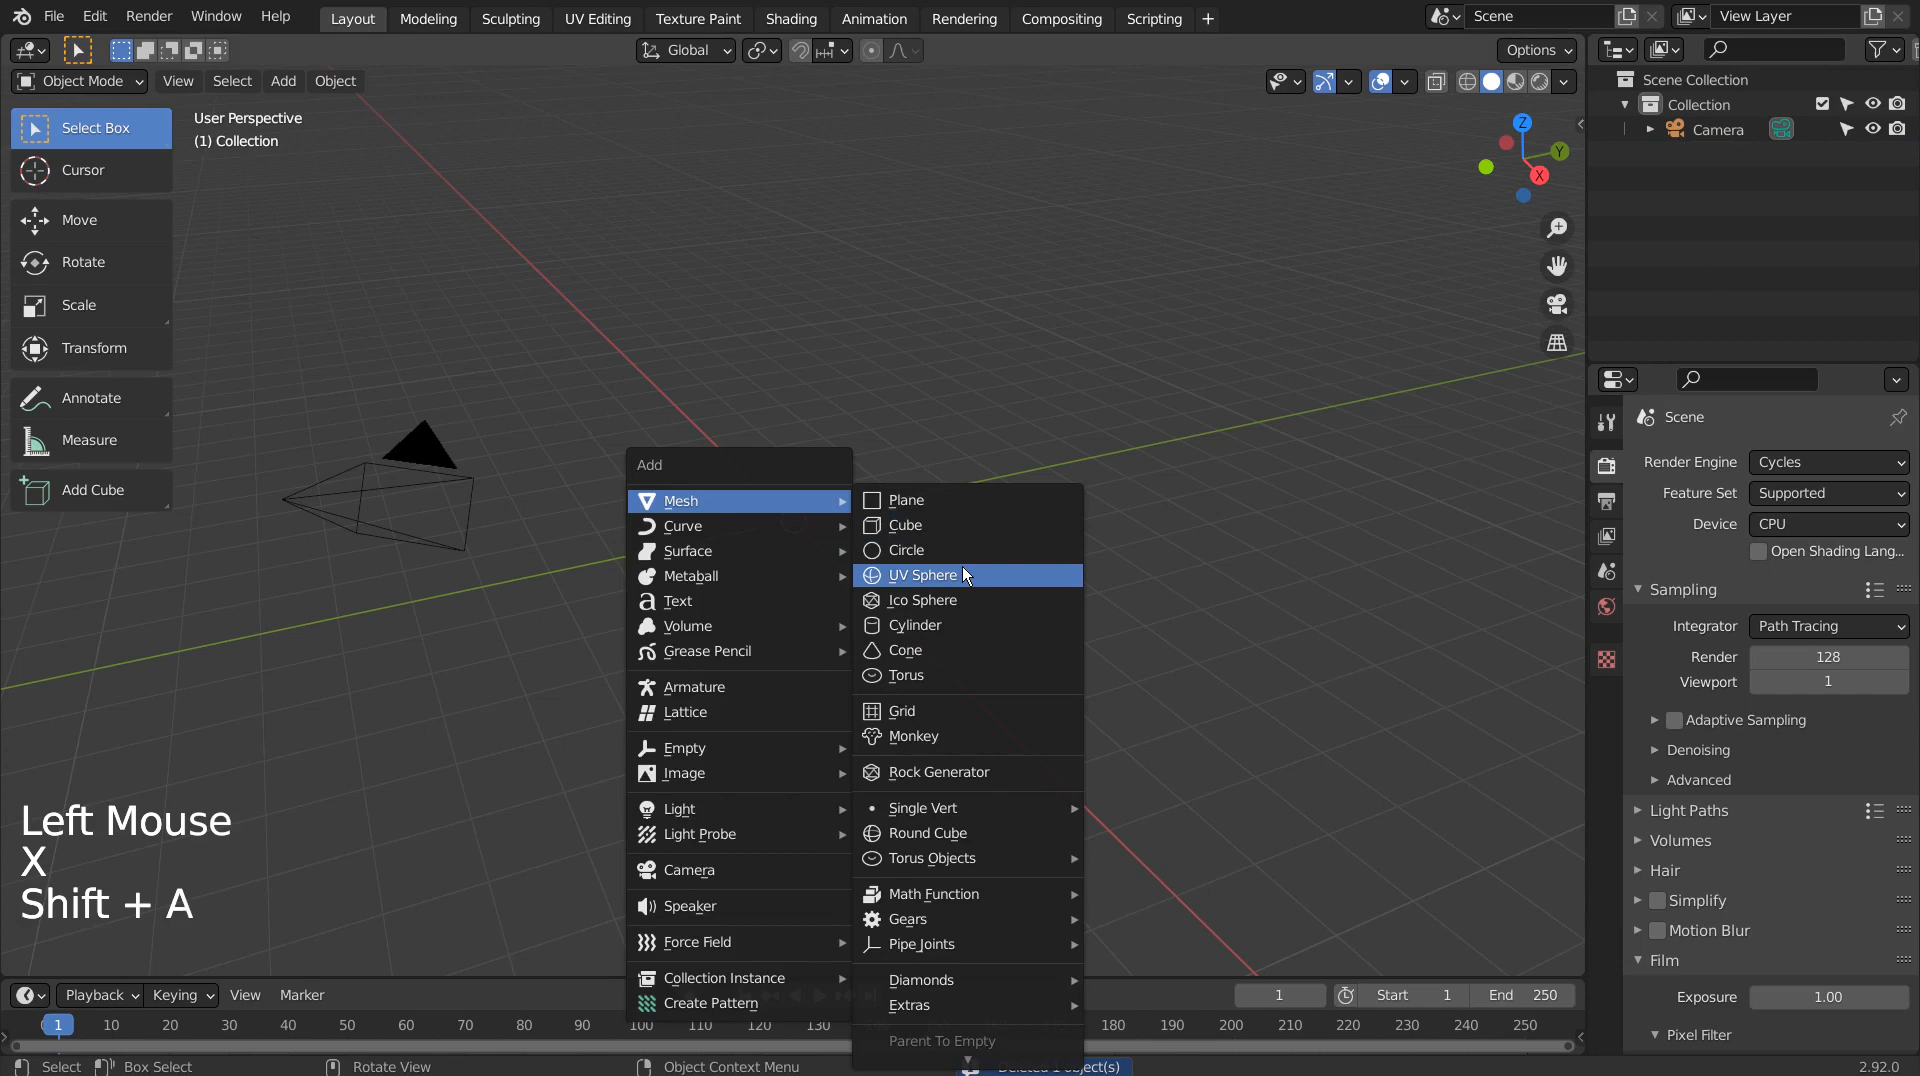 File Edit Render Window Help Layout Modeling Sculpting UV Editing Texture Paint Shading Animation Rendering Compositing Scripting + Scene View Layer
Global Options
Object Mode View Select Add Object
Select Box
Cursor
Move
Rotate
Scale
Transform
Annotate
Measure
Add Cube
User Perspective
(1) Collection
Z
Y
X
Add
Mesh
Curve
Surface
Metaball
Text
Volume
Grease Pencil
Armature
Lattice
Empty
Image
Light
Light Probe
Camera
Speaker
Force Field
Collection Instance
Create Pattern
Plane
Cube
Circle
UV Sphere
Ico Sphere
Cylinder
Cone
Torus
Grid
Monkey
Rock Generator
Single Vert
Round Cube
Torus Objects
Math Function
Gears
Pipe Joints
Diamonds
Extras
Parent To Empty
Left Mouse
X
Shift + A
Scene Collection
Collection
Camera
Scene
Render Engine Cycles
Feature Set Supported
Device CPU
Open Shading Lang...
Sampling
Integrator Path Tracing
Render 128
Viewport 1
Adaptive Sampling
Denoising
Advanced
Light Paths
Volumes
Hair
Simplify
Motion Blur
Film
Exposure 1.00
Pixel Filter
Playback Keying View Marker 1 Start 1 End 250
1 10 20 30 40 50 60 70 80 90 100 110 120 130 180 190 200 210 220 230 240 250
Select Box Select Rotate View Object Context Menu Deleted 1 object(s) 2.92.0